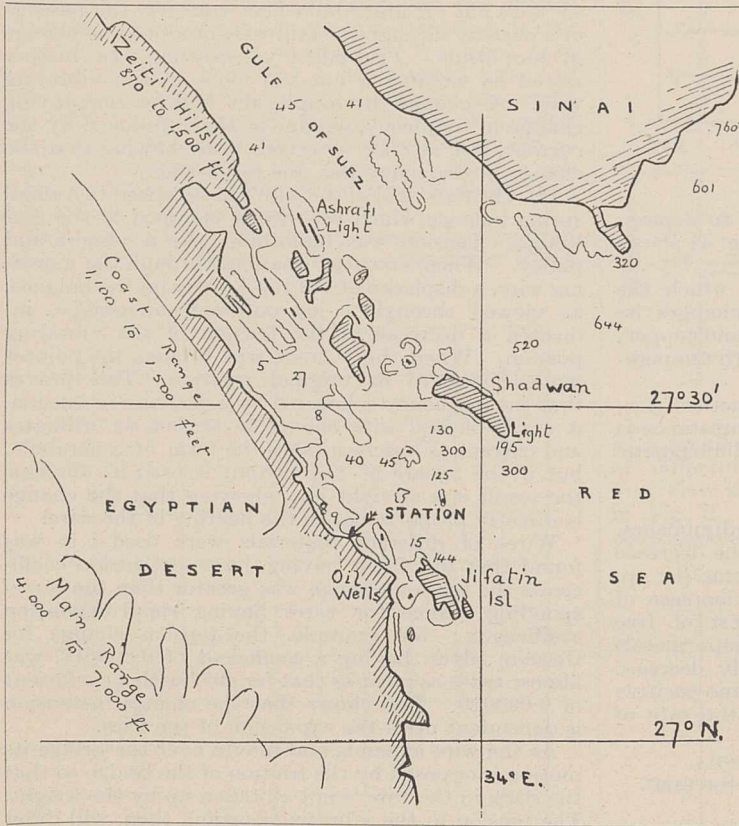 GULF
OF SUEZ
Zeiti Hills
870 to 1500 ft.
45
41
41
SINAI
760
601
320
Ashrafi
Light
644
520
Coast Range
1,100 to 1,500 feet
5
27
8
Shadwan
Light
27° 30'
130
195
300
300
40
45
125
EGYPTIAN
DESERT
RED
SEA
8
9
STATION
15
144
Oil
Wells
Jifatin
Isl
Main Range
4,000 to 7,000 ft.
27° N.
34° E.